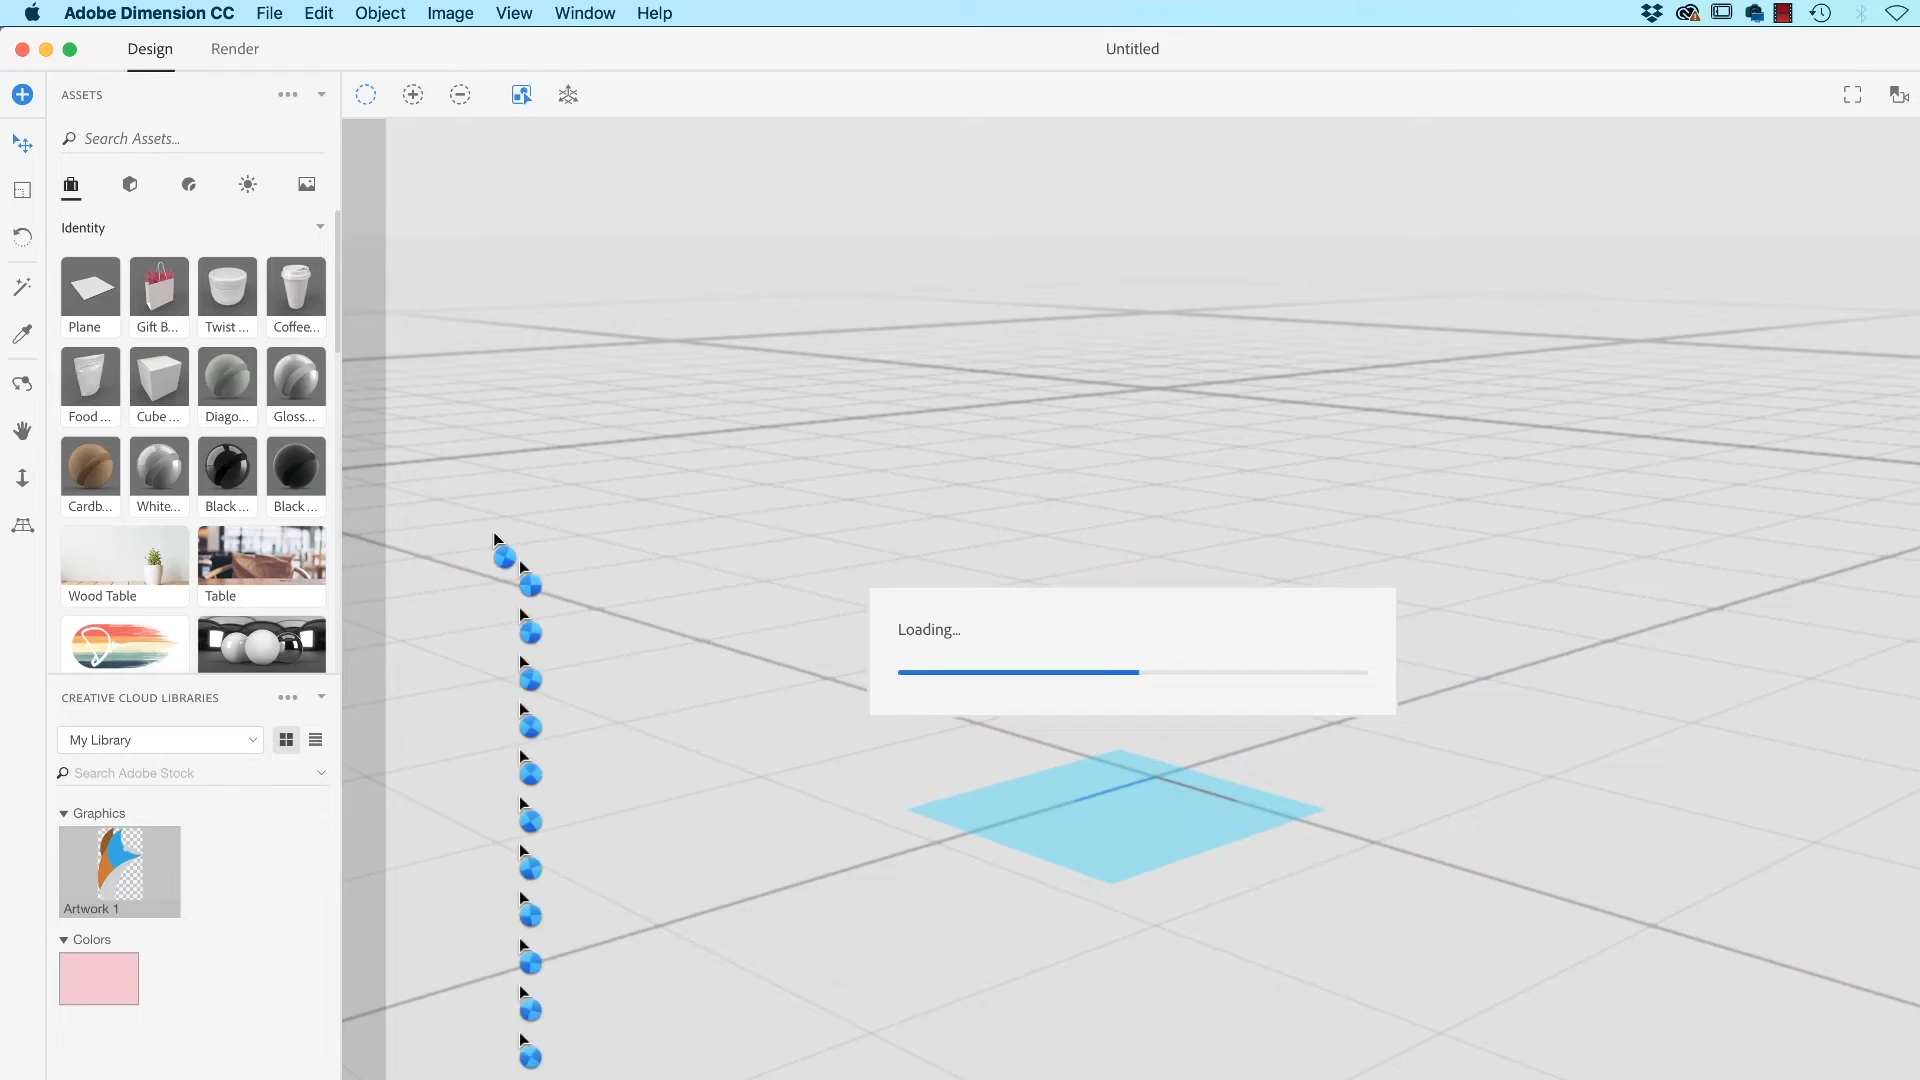 Adobe Dimension CC File Edit Object Image View Window Help
Design Render Untitled
ASSETS
Search Assets...
Identity
Plane Gift B... Twist ... Coffee...
Food ... Cube ... Diago... Gloss...
Cardb... White... Black ... Black ...
Wood Table Table
Loading...
CREATIVE CLOUD LIBRARIES
My Library
Search Adobe Stock
Graphics
Artwork 1
Colors